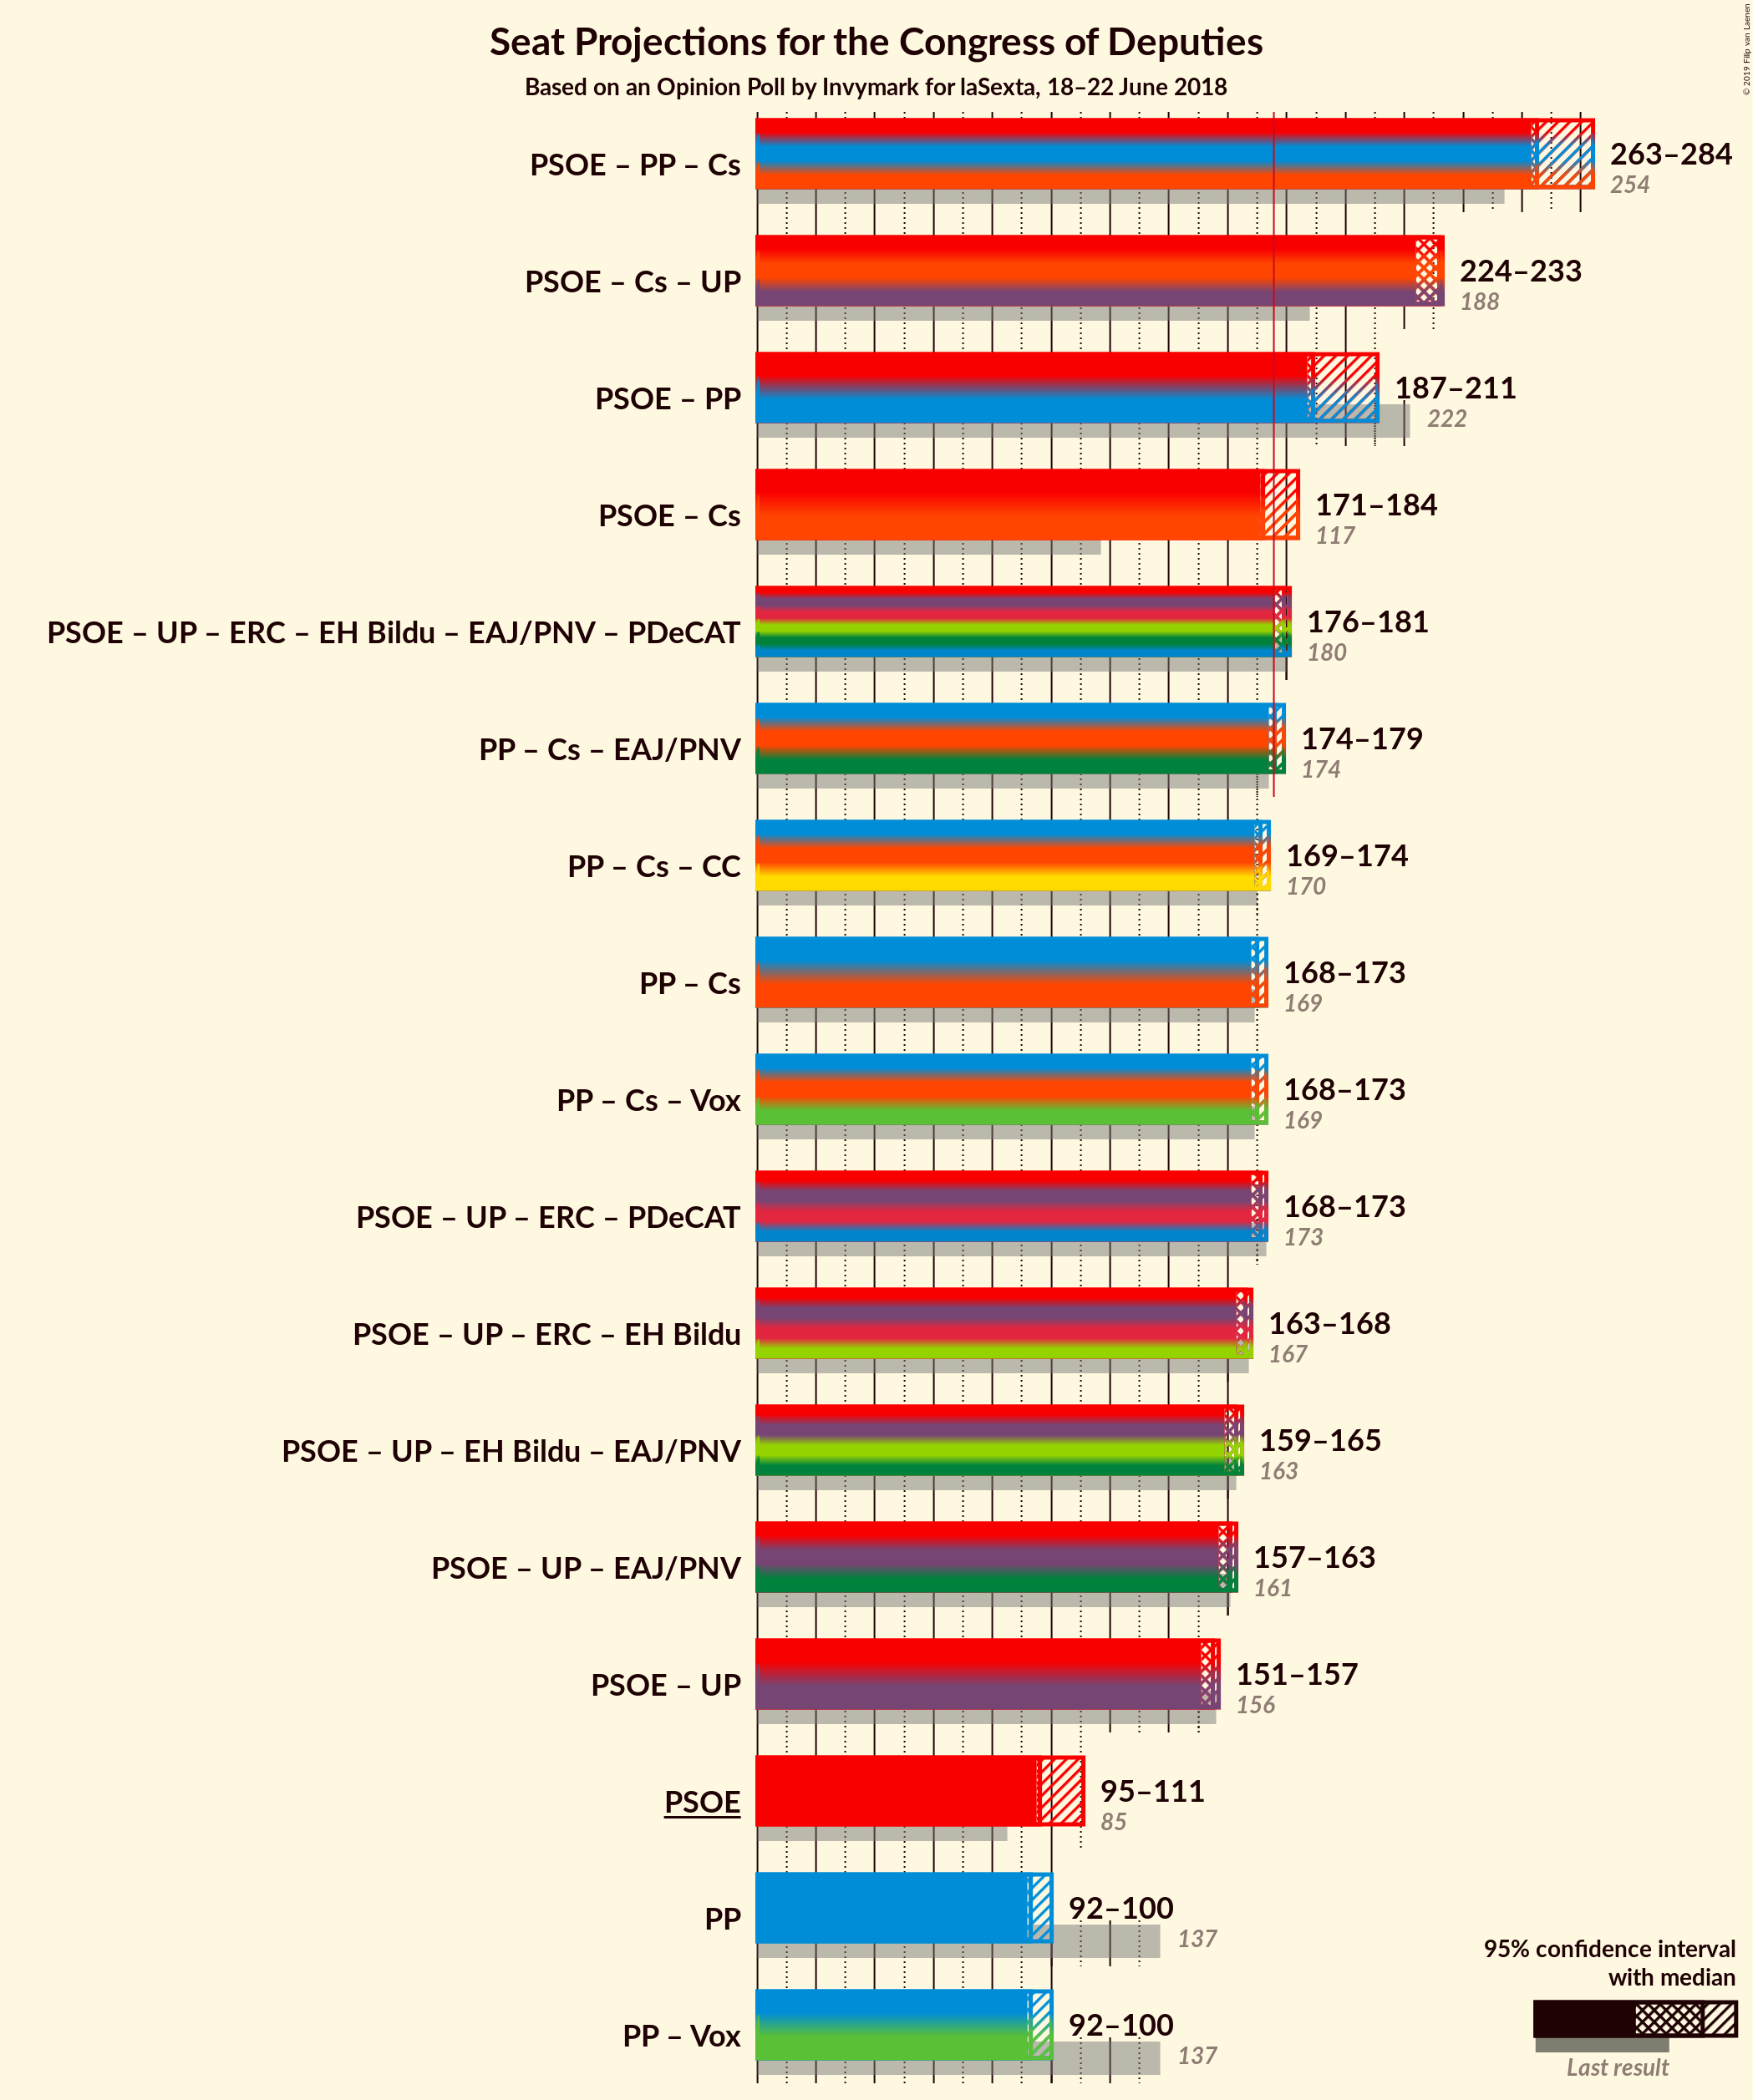 Seat Projections for the Congress of Deputies
Based on an Opinion Poll by Invymark for laSexta, 18–22 June 2018
© 2019 Filip van Laenen
PSOE – PP – Cs
263–284
254
PSOE – Cs – UP
224–233
188
PSOE – PP
187–211
222
PSOE – Cs
171–184
117
PSOE – UP – ERC – EH Bildu – EAJ/PNV – PDeCAT
176–181
180
PP – Cs – EAJ/PNV
174–179
174
PP – Cs – CC
169–174
170
PP – Cs
168–173
169
PP – Cs – Vox
168–173
169
PSOE – UP – ERC – PDeCAT
168–173
173
PSOE – UP – ERC – EH Bildu
163–168
167
PSOE – UP – EH Bildu – EAJ/PNV
159–165
163
PSOE – UP – EAJ/PNV
157–163
161
PSOE – UP
151–157
156
PSOE
95–111
85
PP
92–100
137
PP – Vox
92–100
137
95% confidence interval
with median
Last result